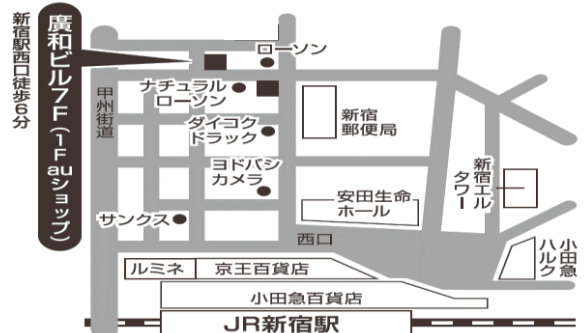 新宿駅西口徒歩6分
廣和ビル7F(1F auショップ)
甲州街道
ローソン
ナチュラル
ローソン
ダイコク
ドラック
ヨドバシ
カメラ
サンクス
新宿
郵便局
安田生命
ホール
新宿エル
タワー
西口
小田急
ハルク
ルミネ
京王百貨店
小田急百貨店
JR新宿駅